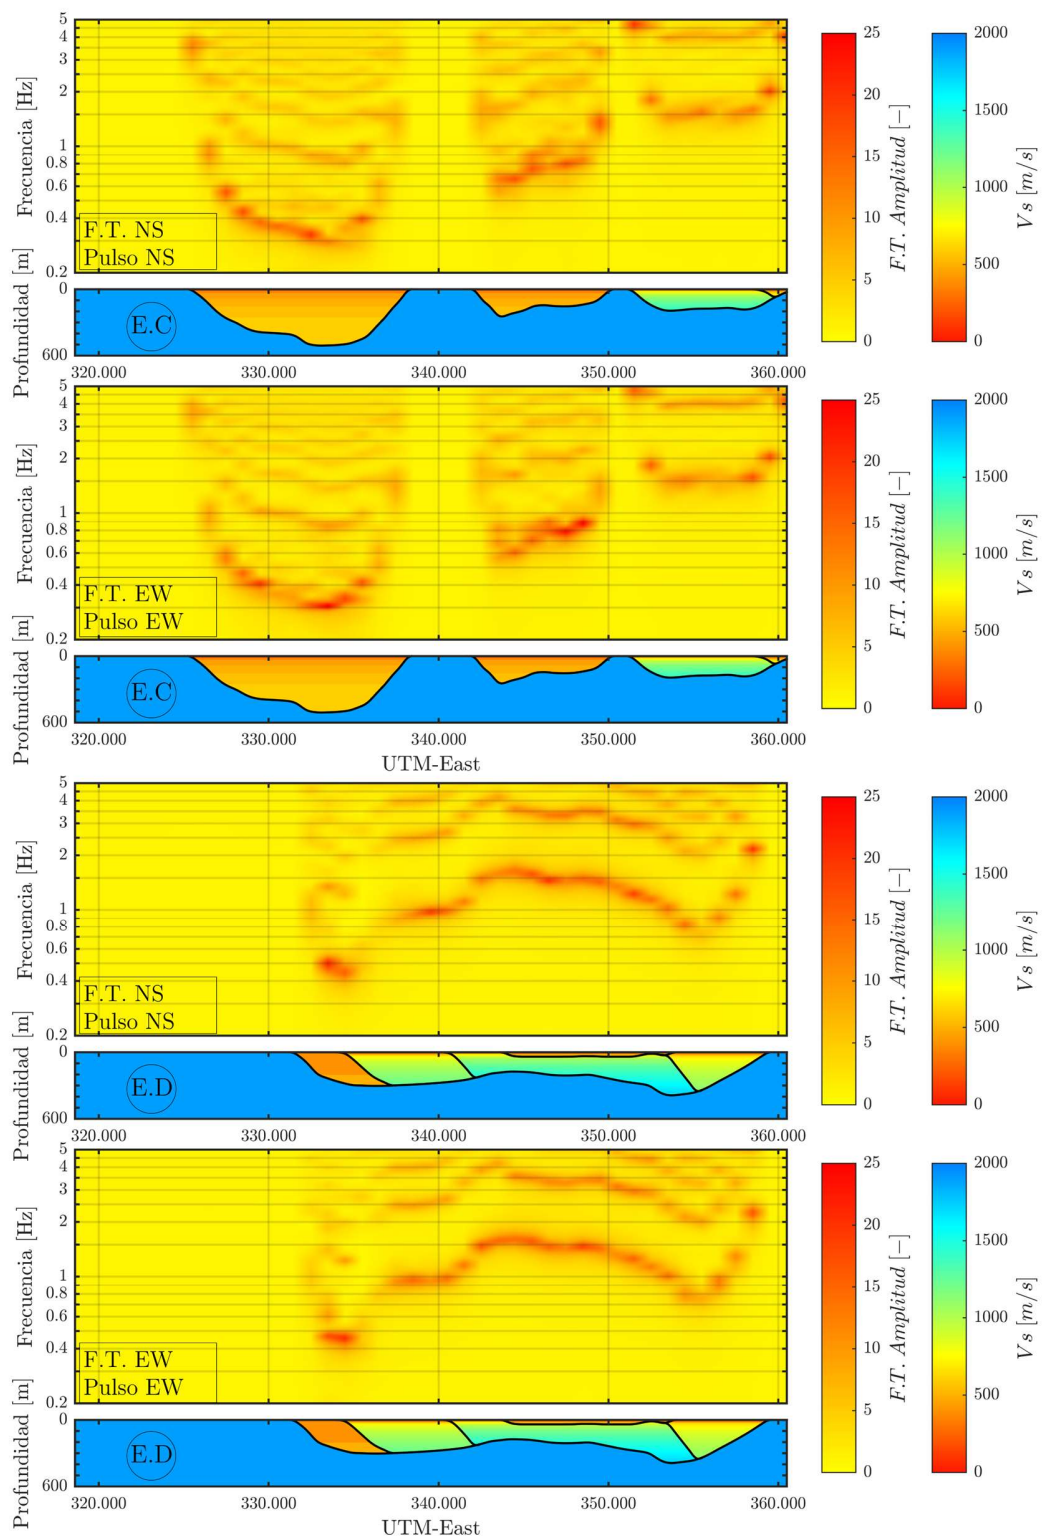 5
4
3
2
1
0.8
0.6
0.4
0.2
Frecuencia [Hz]
F.T. NS
Pulso NS
25
20
15
10
5
0
F.T. Amplitud [−]
2000
1500
1000
500
0
Vs [m/s]
0
600
Profundidad [m]
E.C
320.000 330.000 340.000 350.000 360.000
5
4
3
2
1
0.8
0.6
0.4
0.2
Frecuencia [Hz]
F.T. EW
Pulso EW
25
20
15
10
5
0
F.T. Amplitud [−]
2000
1500
1000
500
0
Vs [m/s]
0
600
Profundidad [m]
E.C
320.000 330.000 340.000 350.000 360.000
UTM-East
5
4
3
2
1
0.8
0.6
0.4
0.2
Frecuencia [Hz]
F.T. NS
Pulso NS
25
20
15
10
5
0
F.T. Amplitud [−]
2000
1500
1000
500
0
Vs [m/s]
0
600
Profundidad [m]
E.D
320.000 330.000 340.000 350.000 360.000
5
4
3
2
1
0.8
0.6
0.4
0.2
Frecuencia [Hz]
F.T. EW
Pulso EW
25
20
15
10
5
0
F.T. Amplitud [−]
2000
1500
1000
500
0
Vs [m/s]
0
600
Profundidad [m]
E.D
320.000 330.000 340.000 350.000 360.000
UTM-East